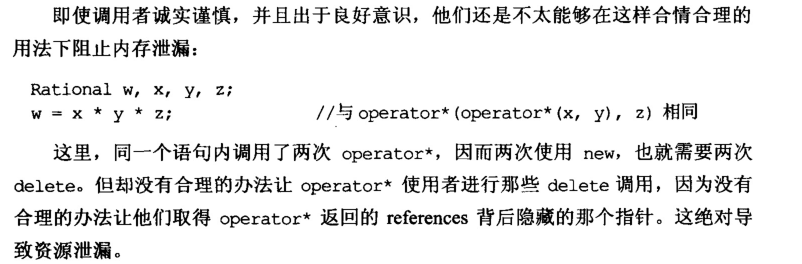 即使调用者诚实谨慎，并且出于良好意识，他们还是不太能够在这样合情合理的
用法下阻止内存泄漏：
Rational w, x, y, z;
w = x * y * z; //与 operator*(operator*(x, y), z) 相同
这里，同一个语句内调用了两次 operator*，因而两次使用 new，也就需要两次
delete。但却没有合理的办法让 operator* 使用者进行那些 delete 调用，因为没有
合理的办法让他们取得 operator* 返回的 references 背后隐藏的那个指针。这绝对导
致资源泄漏。